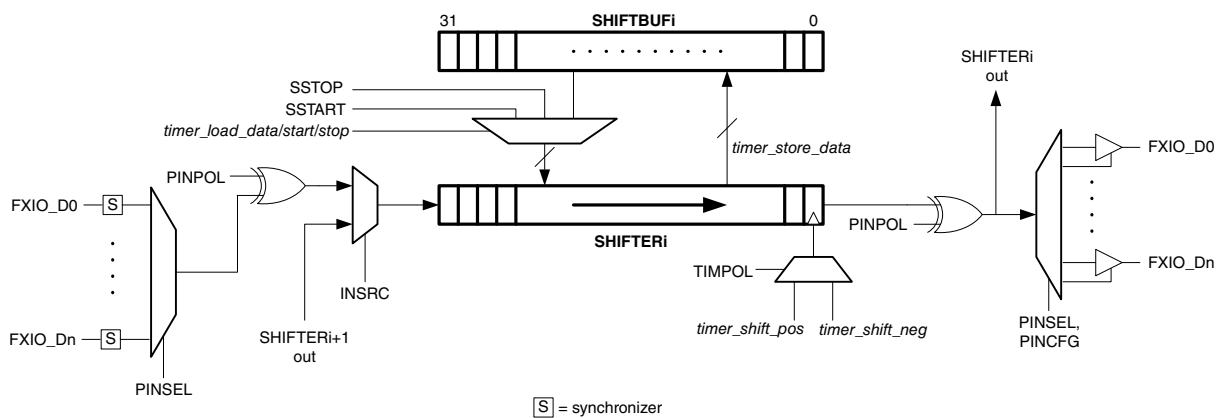 31 SHIFTBUFi 0
SHIFTERi
out
SSTOP
SSTART
timer_load_data/start/stop
timer_store_data
FXIO_D0
PINPOL
FXIO_D0 S
SHIFTERi
PINPOL
TIMPOL
FXIO_Dn
INSRC
timer_shift_pos timer_shift_neg
SHIFTERi+1
out
FXIO_Dn S
PINSEL,
PINCFG
PINSEL
S = synchronizer